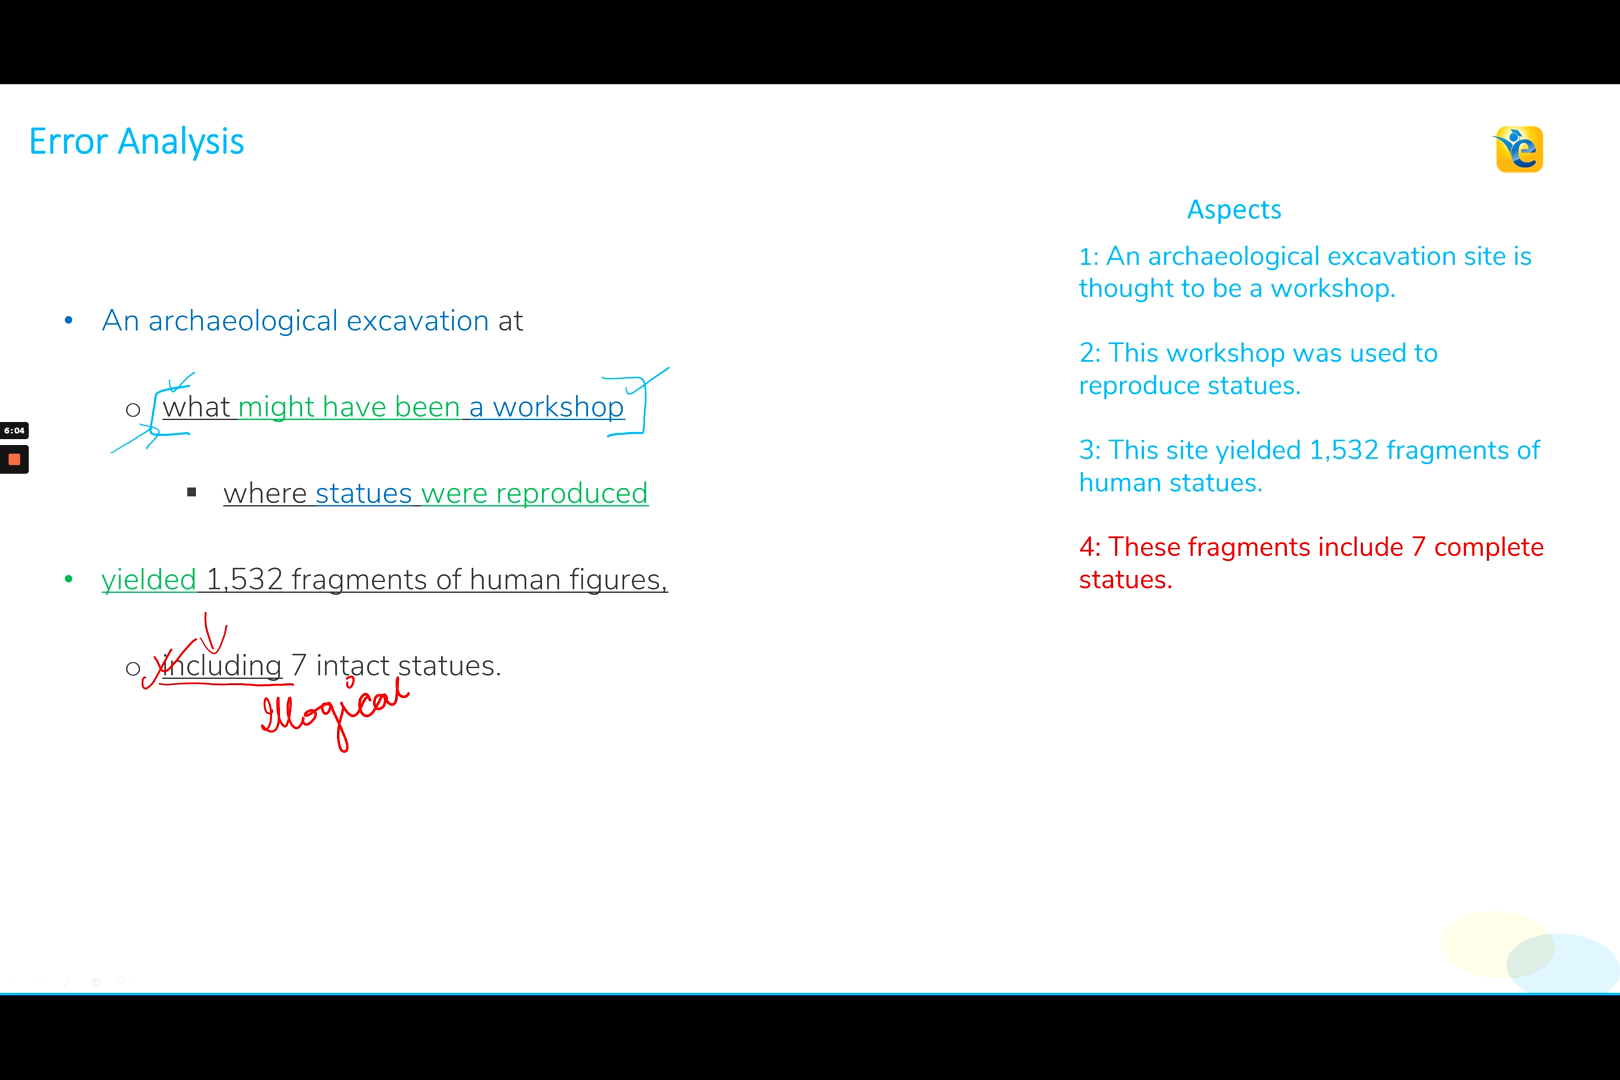 Error Analysis
Aspects
1: An archaeological excavation site is
thought to be a workshop.
2: This workshop was used to
reproduce statues.
3: This site yielded 1,532 fragments of
human statues.
4: These fragments include 7 complete
statues.
• An archaeological excavation at
o what might have been a workshop
▪ where statues were reproduced
• yielded 1,532 fragments of human figures,
o including 7 intact statues.
Illogical
6:04
e